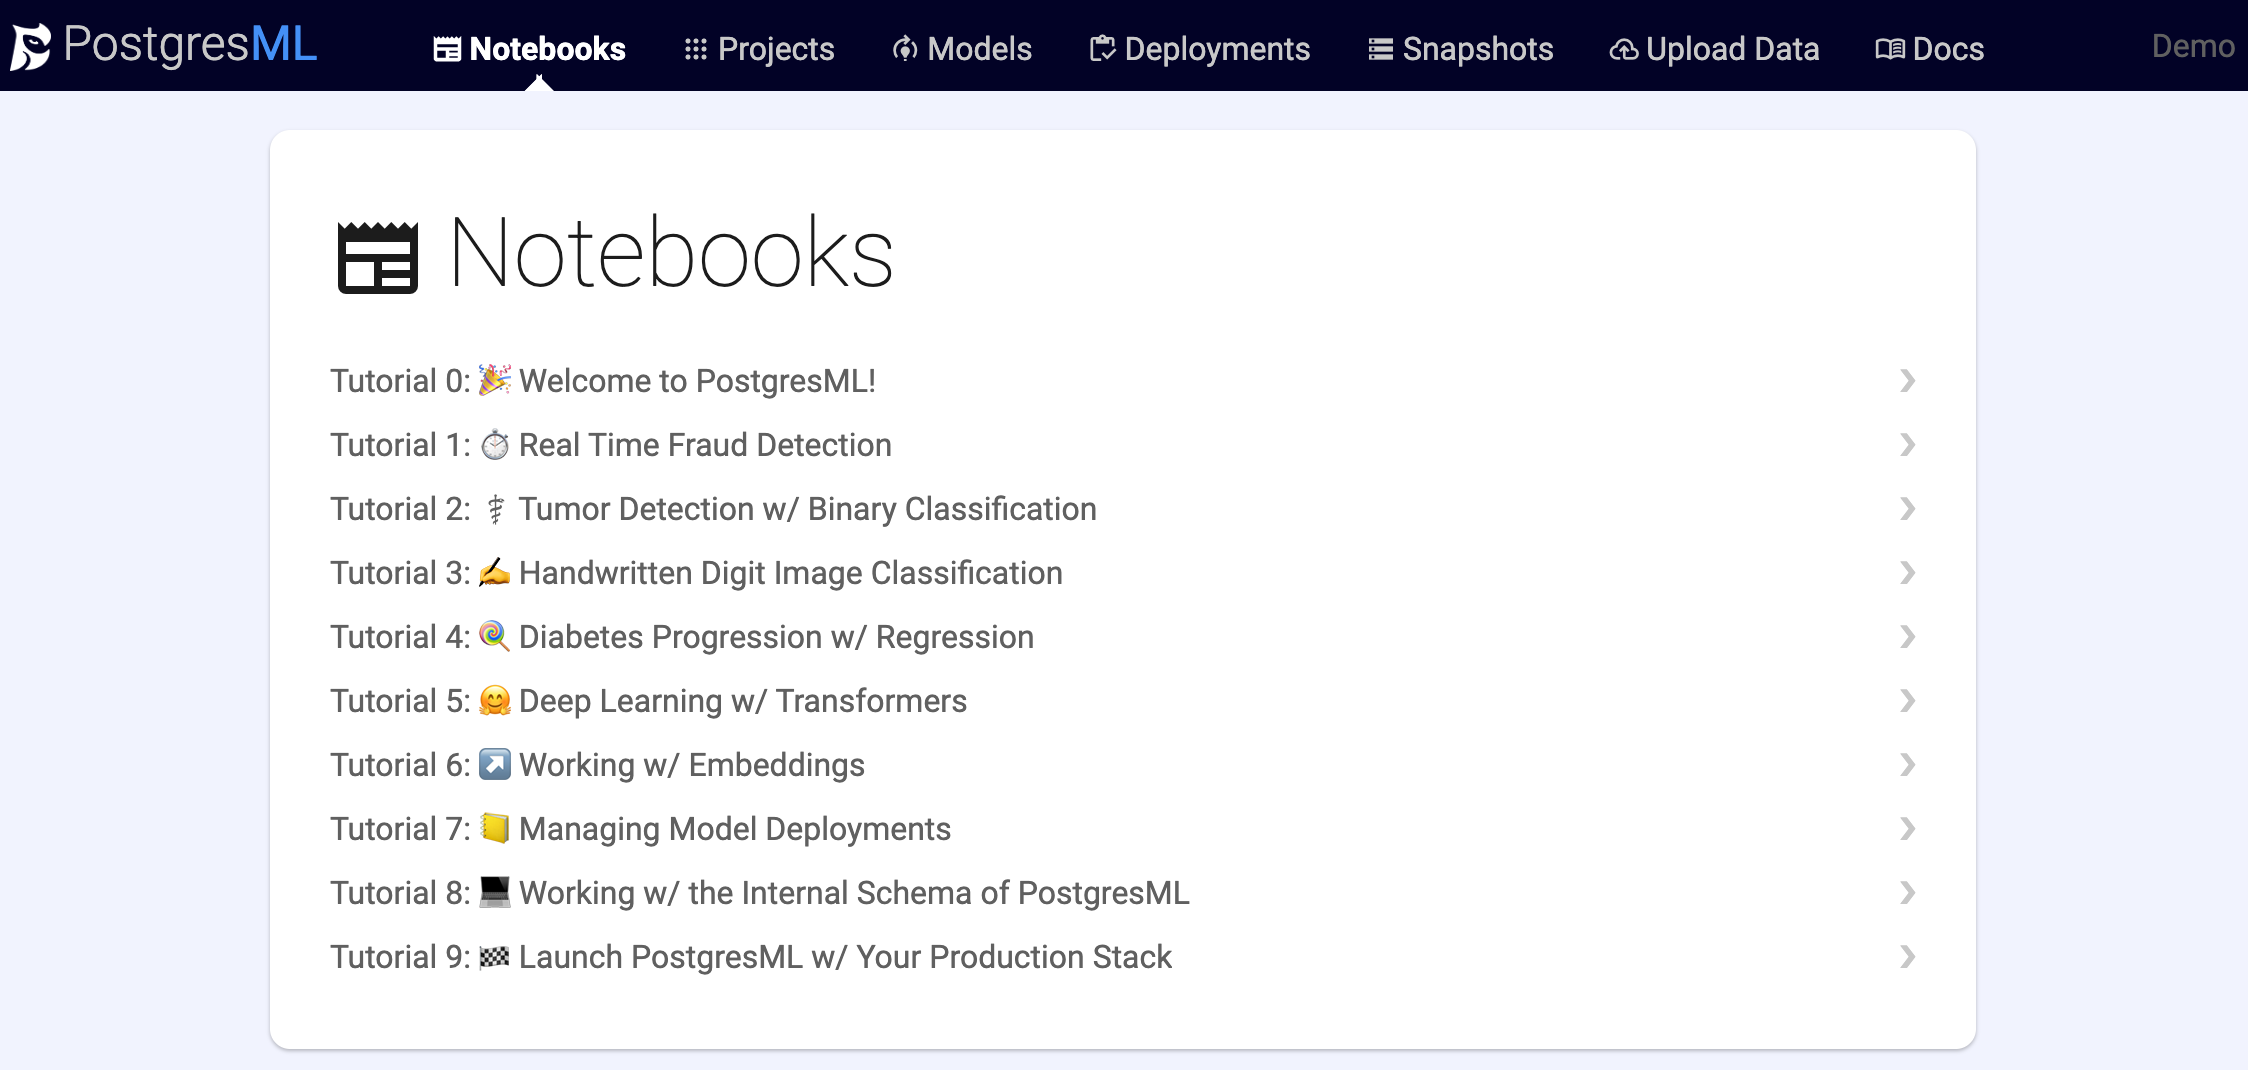 PostgresML Notebooks Projects Models Deployments Snapshots Upload Data Docs Demo
Notebooks
Tutorial 0: 🎉 Welcome to PostgresML!
Tutorial 1: ⏱️ Real Time Fraud Detection
Tutorial 2: ⚕ Tumor Detection w/ Binary Classification
Tutorial 3: ✍️ Handwritten Digit Image Classification
Tutorial 4: 🍭 Diabetes Progression w/ Regression
Tutorial 5: 🤗 Deep Learning w/ Transformers
Tutorial 6: ↗️ Working w/ Embeddings
Tutorial 7: 📒 Managing Model Deployments
Tutorial 8: 💻 Working w/ the Internal Schema of PostgresML
Tutorial 9: 🏁 Launch PostgresML w/ Your Production Stack